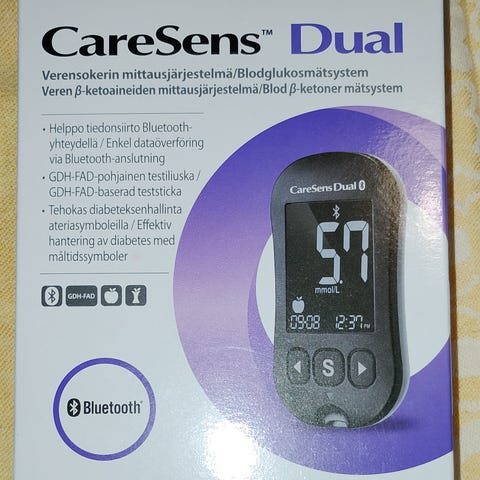 CareSens™ Dual
Verensokerin mittausjärjestelmä/Blodglukosmätsystem
Veren β-ketoaineiden mittausjärjestelmä/Blod β-ketoner mätsystem
• Helppo tiedonsiirto Bluetooth-
yhteydellä / Enkel dataöverföring
via Bluetooth-anslutning
• GDH-FAD-pohjainen testiliuska /
GDH-FAD-baserad teststicka
• Tehokas diabeteksenhallinta
ateriasymboleilla / Effektiv
hantering av diabetes med
måltidssymboler
GDH-FAD
Bluetooth®
CareSens Dual
5.7
mmol/L
09:08 12:37 PM
S